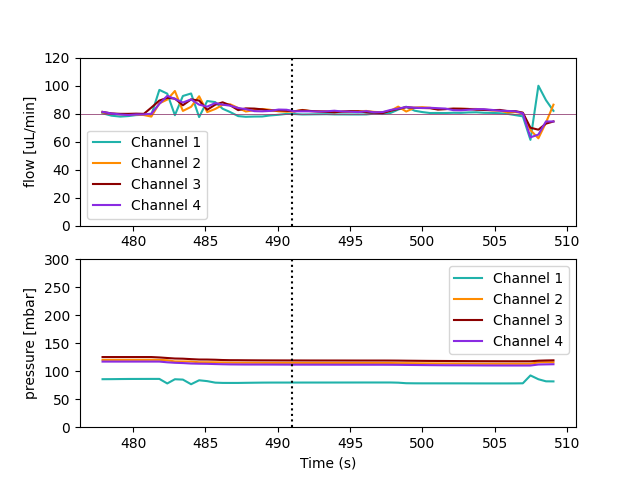 120
100
80
60
40
20
0
flow [uL/min]
Channel 1
Channel 2
Channel 3
Channel 4
480 485 490 495 500 505 510
300
250
200
150
100
50
0
pressure [mbar]
Channel 1
Channel 2
Channel 3
Channel 4
480 485 490 495 500 505 510
Time (s)